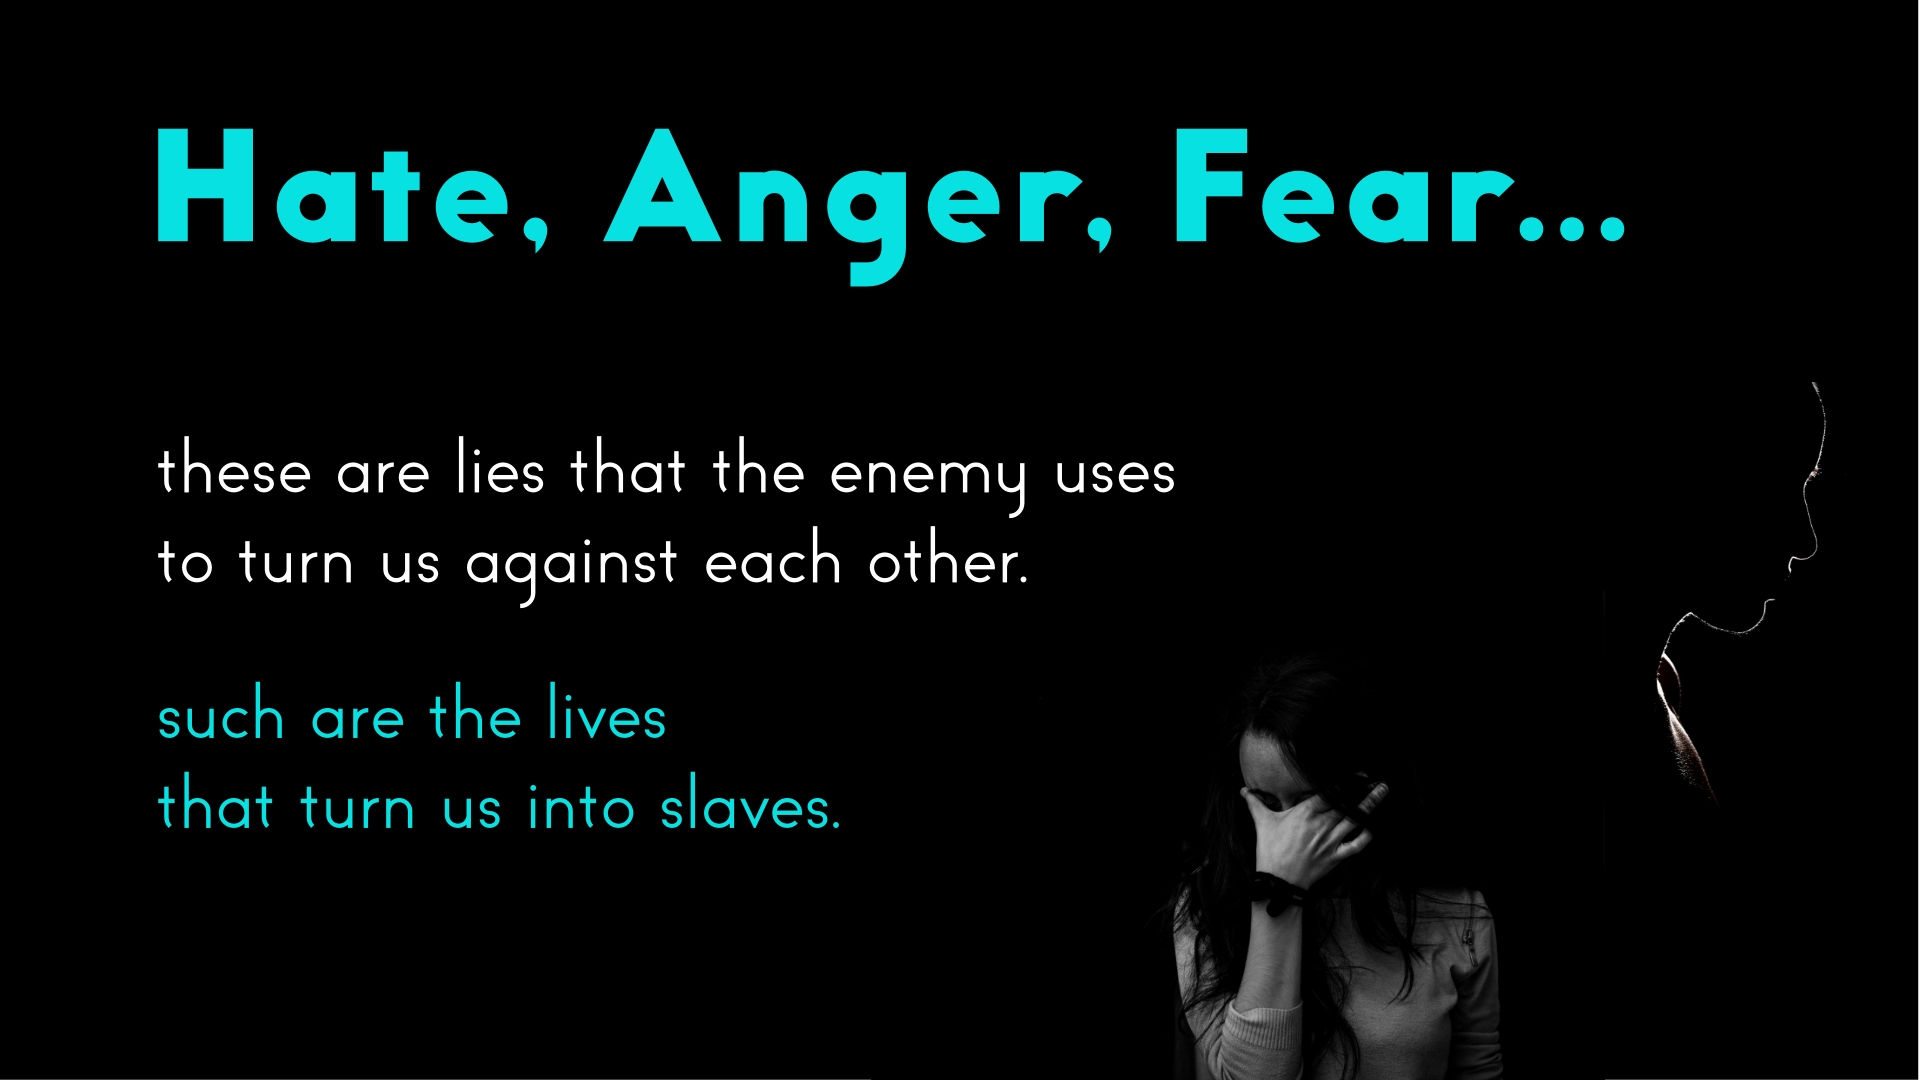 Hate, Anger, Fear...
these are lies that the enemy uses
to turn us against each other.
such are the lives
that turn us into slaves.